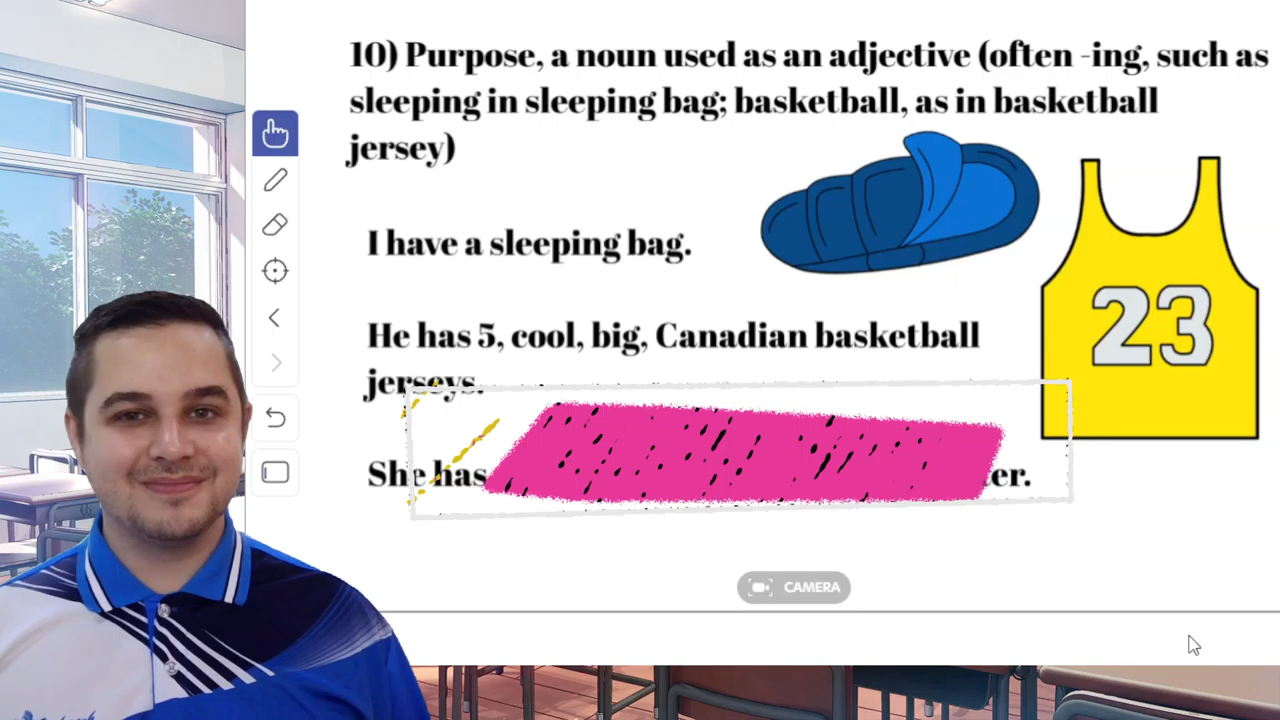 10) Purpose, a noun used as an adjective (often -ing, such as
sleeping in sleeping bag; basketball, as in basketball
jersey)
I have a sleeping bag.
He has 5, cool, big, Canadian basketball
jerseys.
She has
23
CAMERA